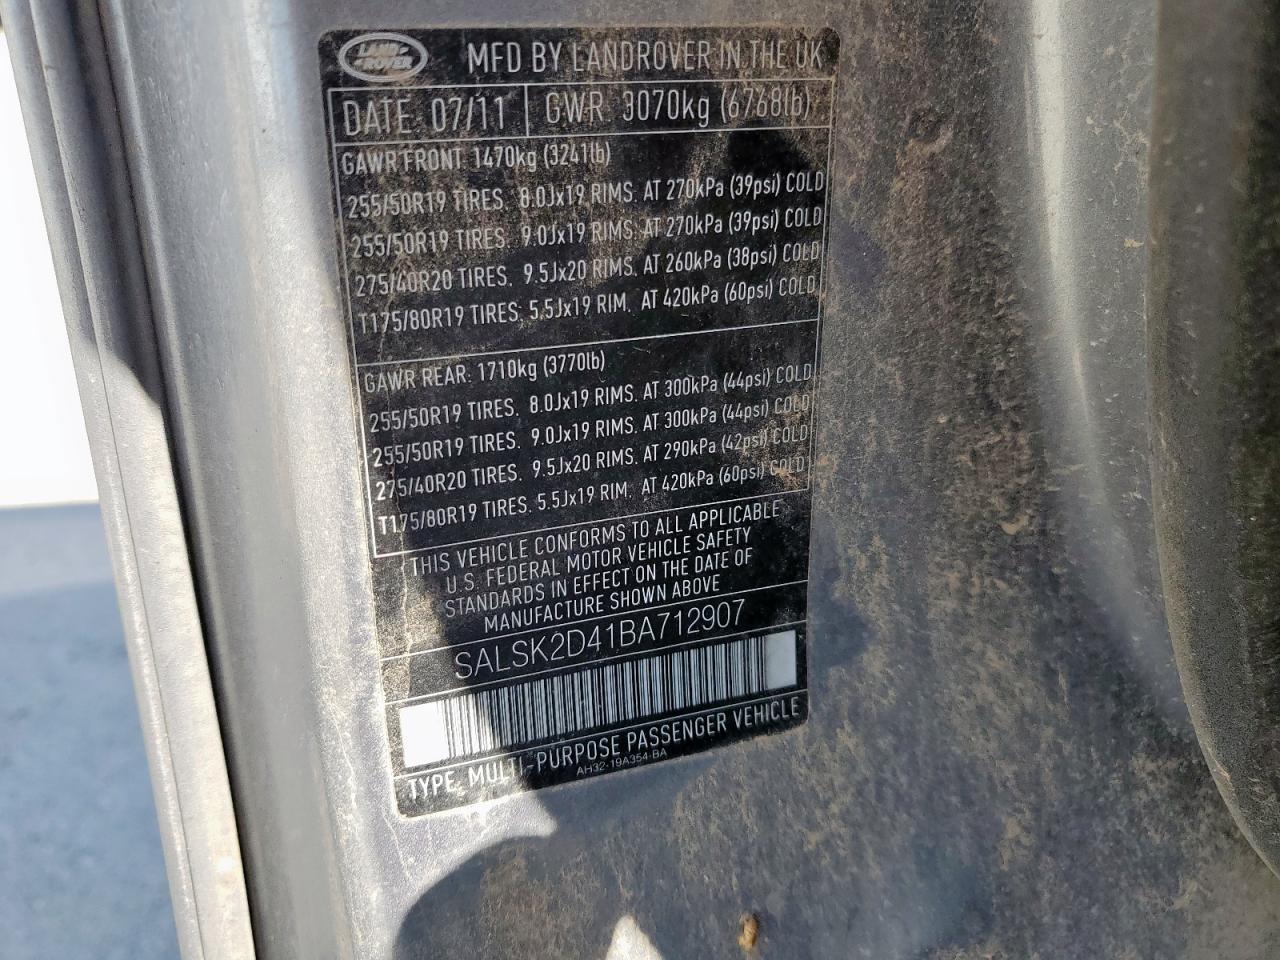 LAND-
ROVER
MFD BY LANDROVER IN THE UK
DATE: 07/11 GWR: 3070kg (6768lb)
GAWR FRONT: 1470kg (3241lb)
255/50R19 TIRES. 8.0Jx19 RIMS. AT 270kPa (39psi) COLD
255/50R19 TIRES. 9.0Jx19 RIMS. AT 270kPa (39psi) COLD
275/40R20 TIRES. 9.5Jx20 RIMS. AT 260kPa (38psi) COLD
T175/80R19 TIRES. 5.5Jx19 RIM. AT 420kPa (60psi) COLD
GAWR REAR: 1710kg (3770lb)
255/50R19 TIRES. 8.0Jx19 RIMS. AT 300kPa (44psi) COLD
255/50R19 TIRES. 9.0Jx19 RIMS. AT 300kPa (44psi) COLD
275/40R20 TIRES. 9.5Jx20 RIMS. AT 290kPa (42psi) COLD
T175/80R19 TIRES. 5.5Jx19 RIM. AT 420kPa (60psi) COLD
THIS VEHICLE CONFORMS TO ALL APPLICABLE
U.S. FEDERAL MOTOR VEHICLE SAFETY
STANDARDS IN EFFECT ON THE DATE OF
MANUFACTURE SHOWN ABOVE
SALSK2D41BA712907
TYPE: MULTI-PURPOSE PASSENGER VEHICLE
AH32-19A354-BA